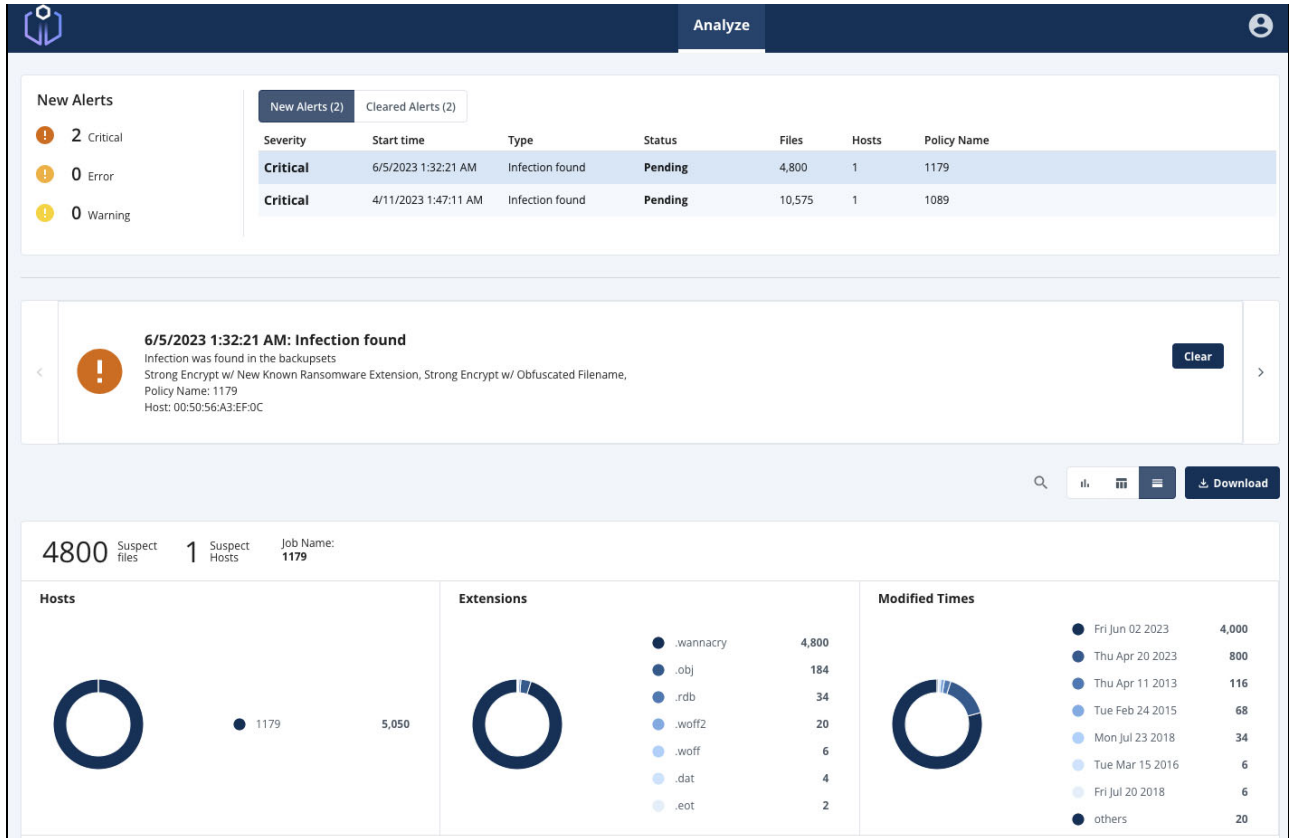 Analyze
New Alerts
2 Critical
0 Error
0 Warning
New Alerts (2) Cleared Alerts (2)
Severity Start time Type Status Files Hosts Policy Name
Critical 6/5/2023 1:32:21 AM Infection found Pending 4,800 1 1179
Critical 4/11/2023 1:47:11 AM Infection found Pending 10,575 1 1089
6/5/2023 1:32:21 AM: Infection found
Infection was found in the backupsets
Strong Encrypt w/ New Known Ransomware Extension, Strong Encrypt w/ Obfuscated Filename,
Policy Name: 1179
Host: 00:50:56:A3:EF:0C
Clear
Download
4800 Suspect files
1 Suspect Hosts
Job Name:
1179
Hosts
1179 5,050
Extensions
.wannacry 4,800
.obj 184
.rdb 34
.woff2 20
.woff 6
.dat 4
.eot 2
Modified Times
Fri Jun 02 2023 4,000
Thu Apr 20 2023 800
Thu Apr 11 2013 116
Tue Feb 24 2015 68
Mon Jul 23 2018 34
Tue Mar 15 2016 6
Fri Jul 20 2018 6
others 20